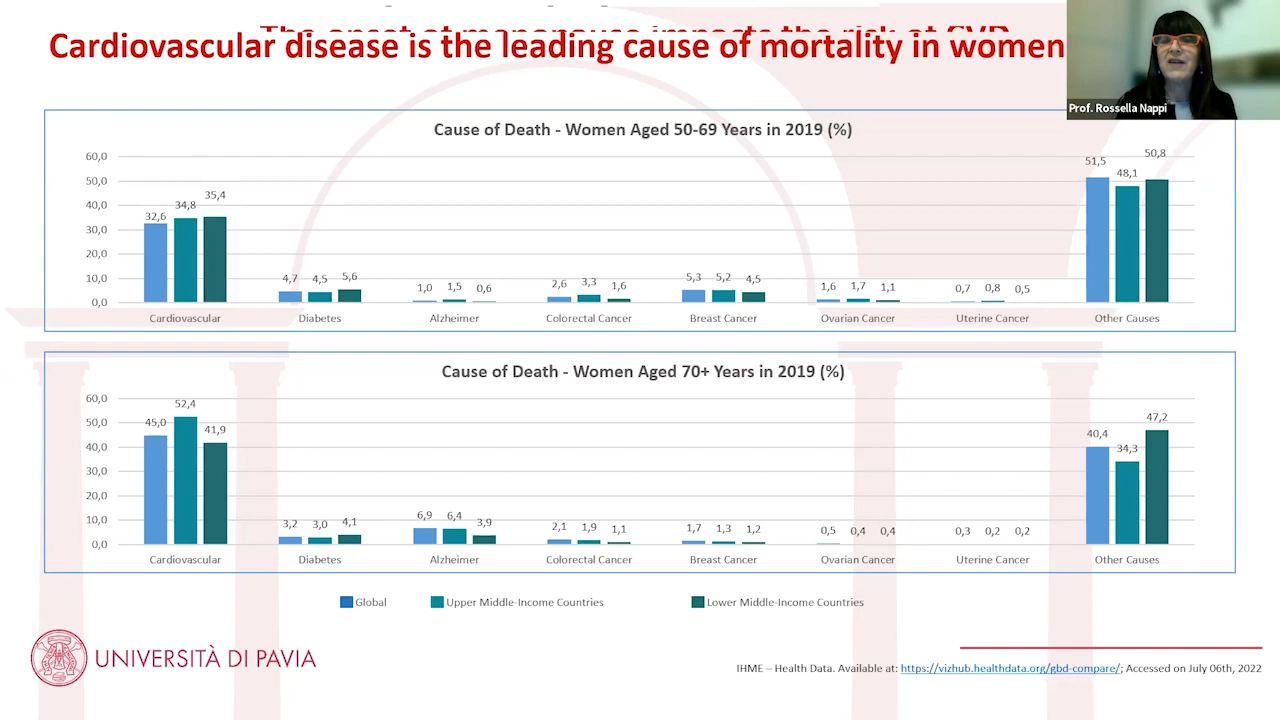 The onset of menopause impacts the risk of CVD
Cardiovascular disease is the leading cause of mortality in women
Prof. Rossella Nappi
Cause of Death - Women Aged 50-69 Years in 2019 (%)
60,0
50,0
40,0
30,0
20,0
10,0
0,0
32,6 34,8 35,4
4,7 4,5 5,6
1,0 1,5 0,6
2,6 3,3 1,6
5,3 5,2 4,5
1,6 1,7 1,1
0,7 0,8 0,5
51,5 48,1 50,8
Cardiovascular Diabetes Alzheimer Colorectal Cancer Breast Cancer Ovarian Cancer Uterine Cancer Other Causes
Cause of Death - Women Aged 70+ Years in 2019 (%)
60,0
50,0
40,0
30,0
20,0
10,0
0,0
45,0 52,4 41,9
3,2 3,0 4,1
6,9 6,4 3,9
2,1 1,9 1,1
1,7 1,3 1,2
0,5 0,4 0,4
0,3 0,2 0,2
40,4 34,3 47,2
Cardiovascular Diabetes Alzheimer Colorectal Cancer Breast Cancer Ovarian Cancer Uterine Cancer Other Causes
Global Upper Middle-Income Countries Lower Middle-Income Countries
UNIVERSITÀ DI PAVIA
IHME – Health Data. Available at: https://vizhub.healthdata.org/gbd-compare/; Accessed on July 06th, 2022